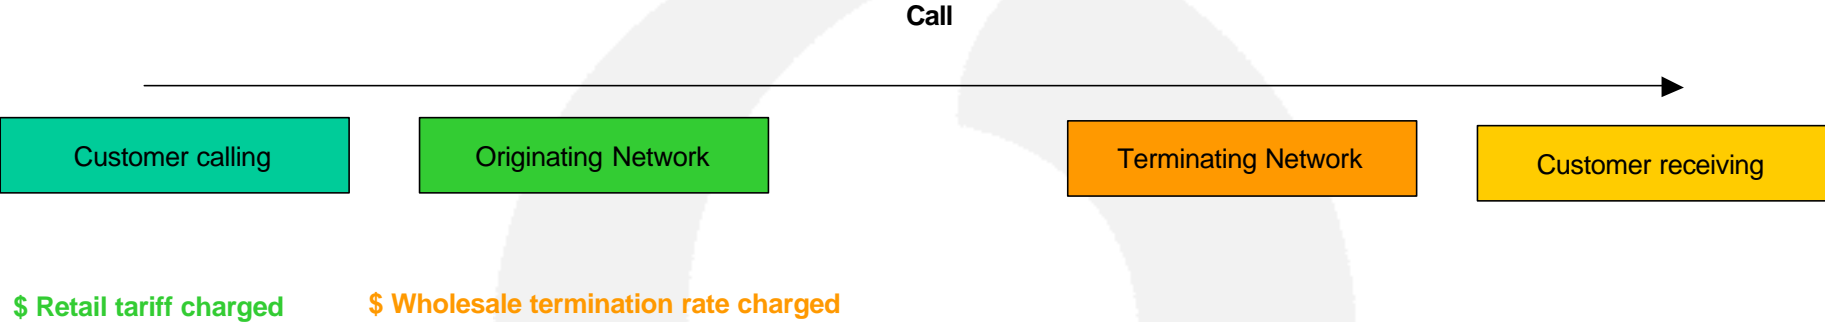 Call
Customer calling
Originating Network
Terminating Network
Customer receiving
$ Retail tariff charged
$ Wholesale termination rate charged